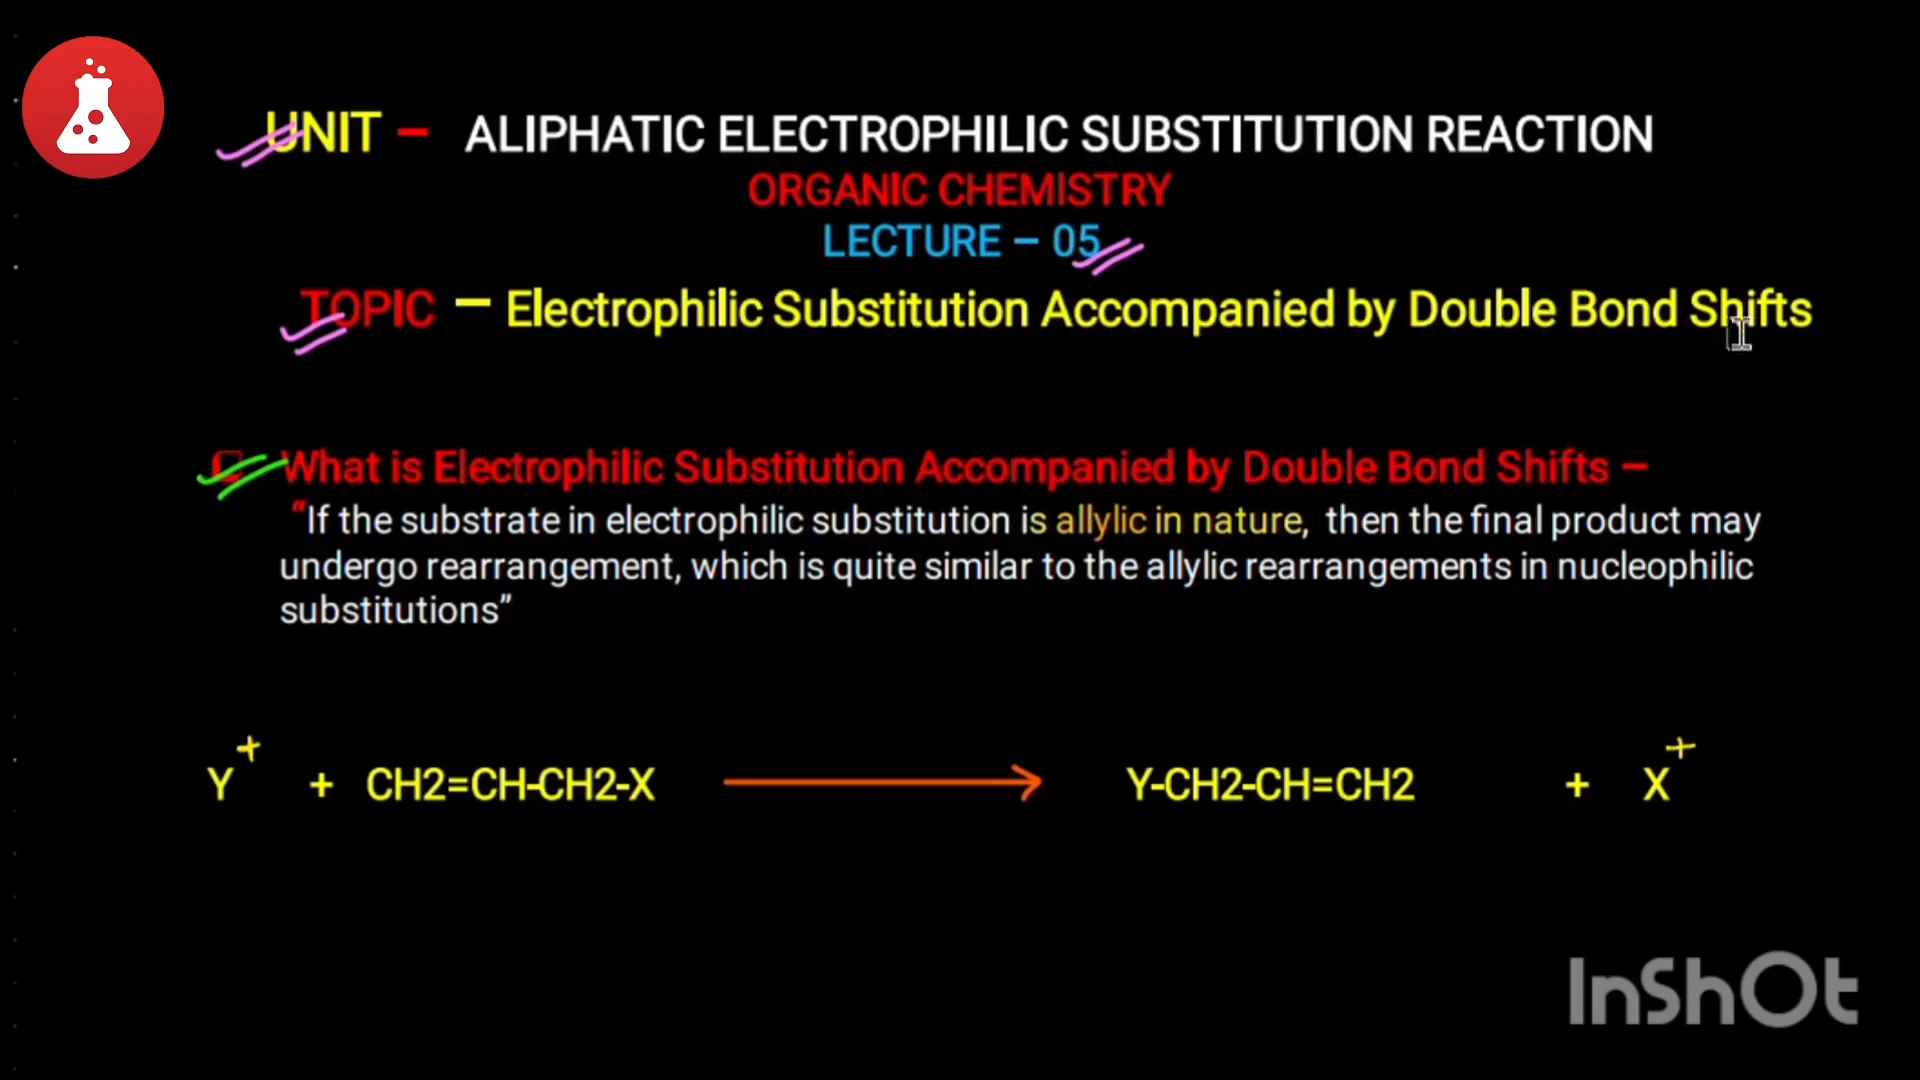 UNIT – ALIPHATIC ELECTROPHILIC SUBSTITUTION REACTION
ORGANIC CHEMISTRY
LECTURE – 05
TOPIC – Electrophilic Substitution Accompanied by Double Bond Shifts
What is Electrophilic Substitution Accompanied by Double Bond Shifts –
“If the substrate in electrophilic substitution is allylic in nature, then the final product may
undergo rearrangement, which is quite similar to the allylic rearrangements in nucleophilic
substitutions”
Y+ + CH2=CH-CH2-X → Y-CH2-CH=CH2 + X+
InShOt